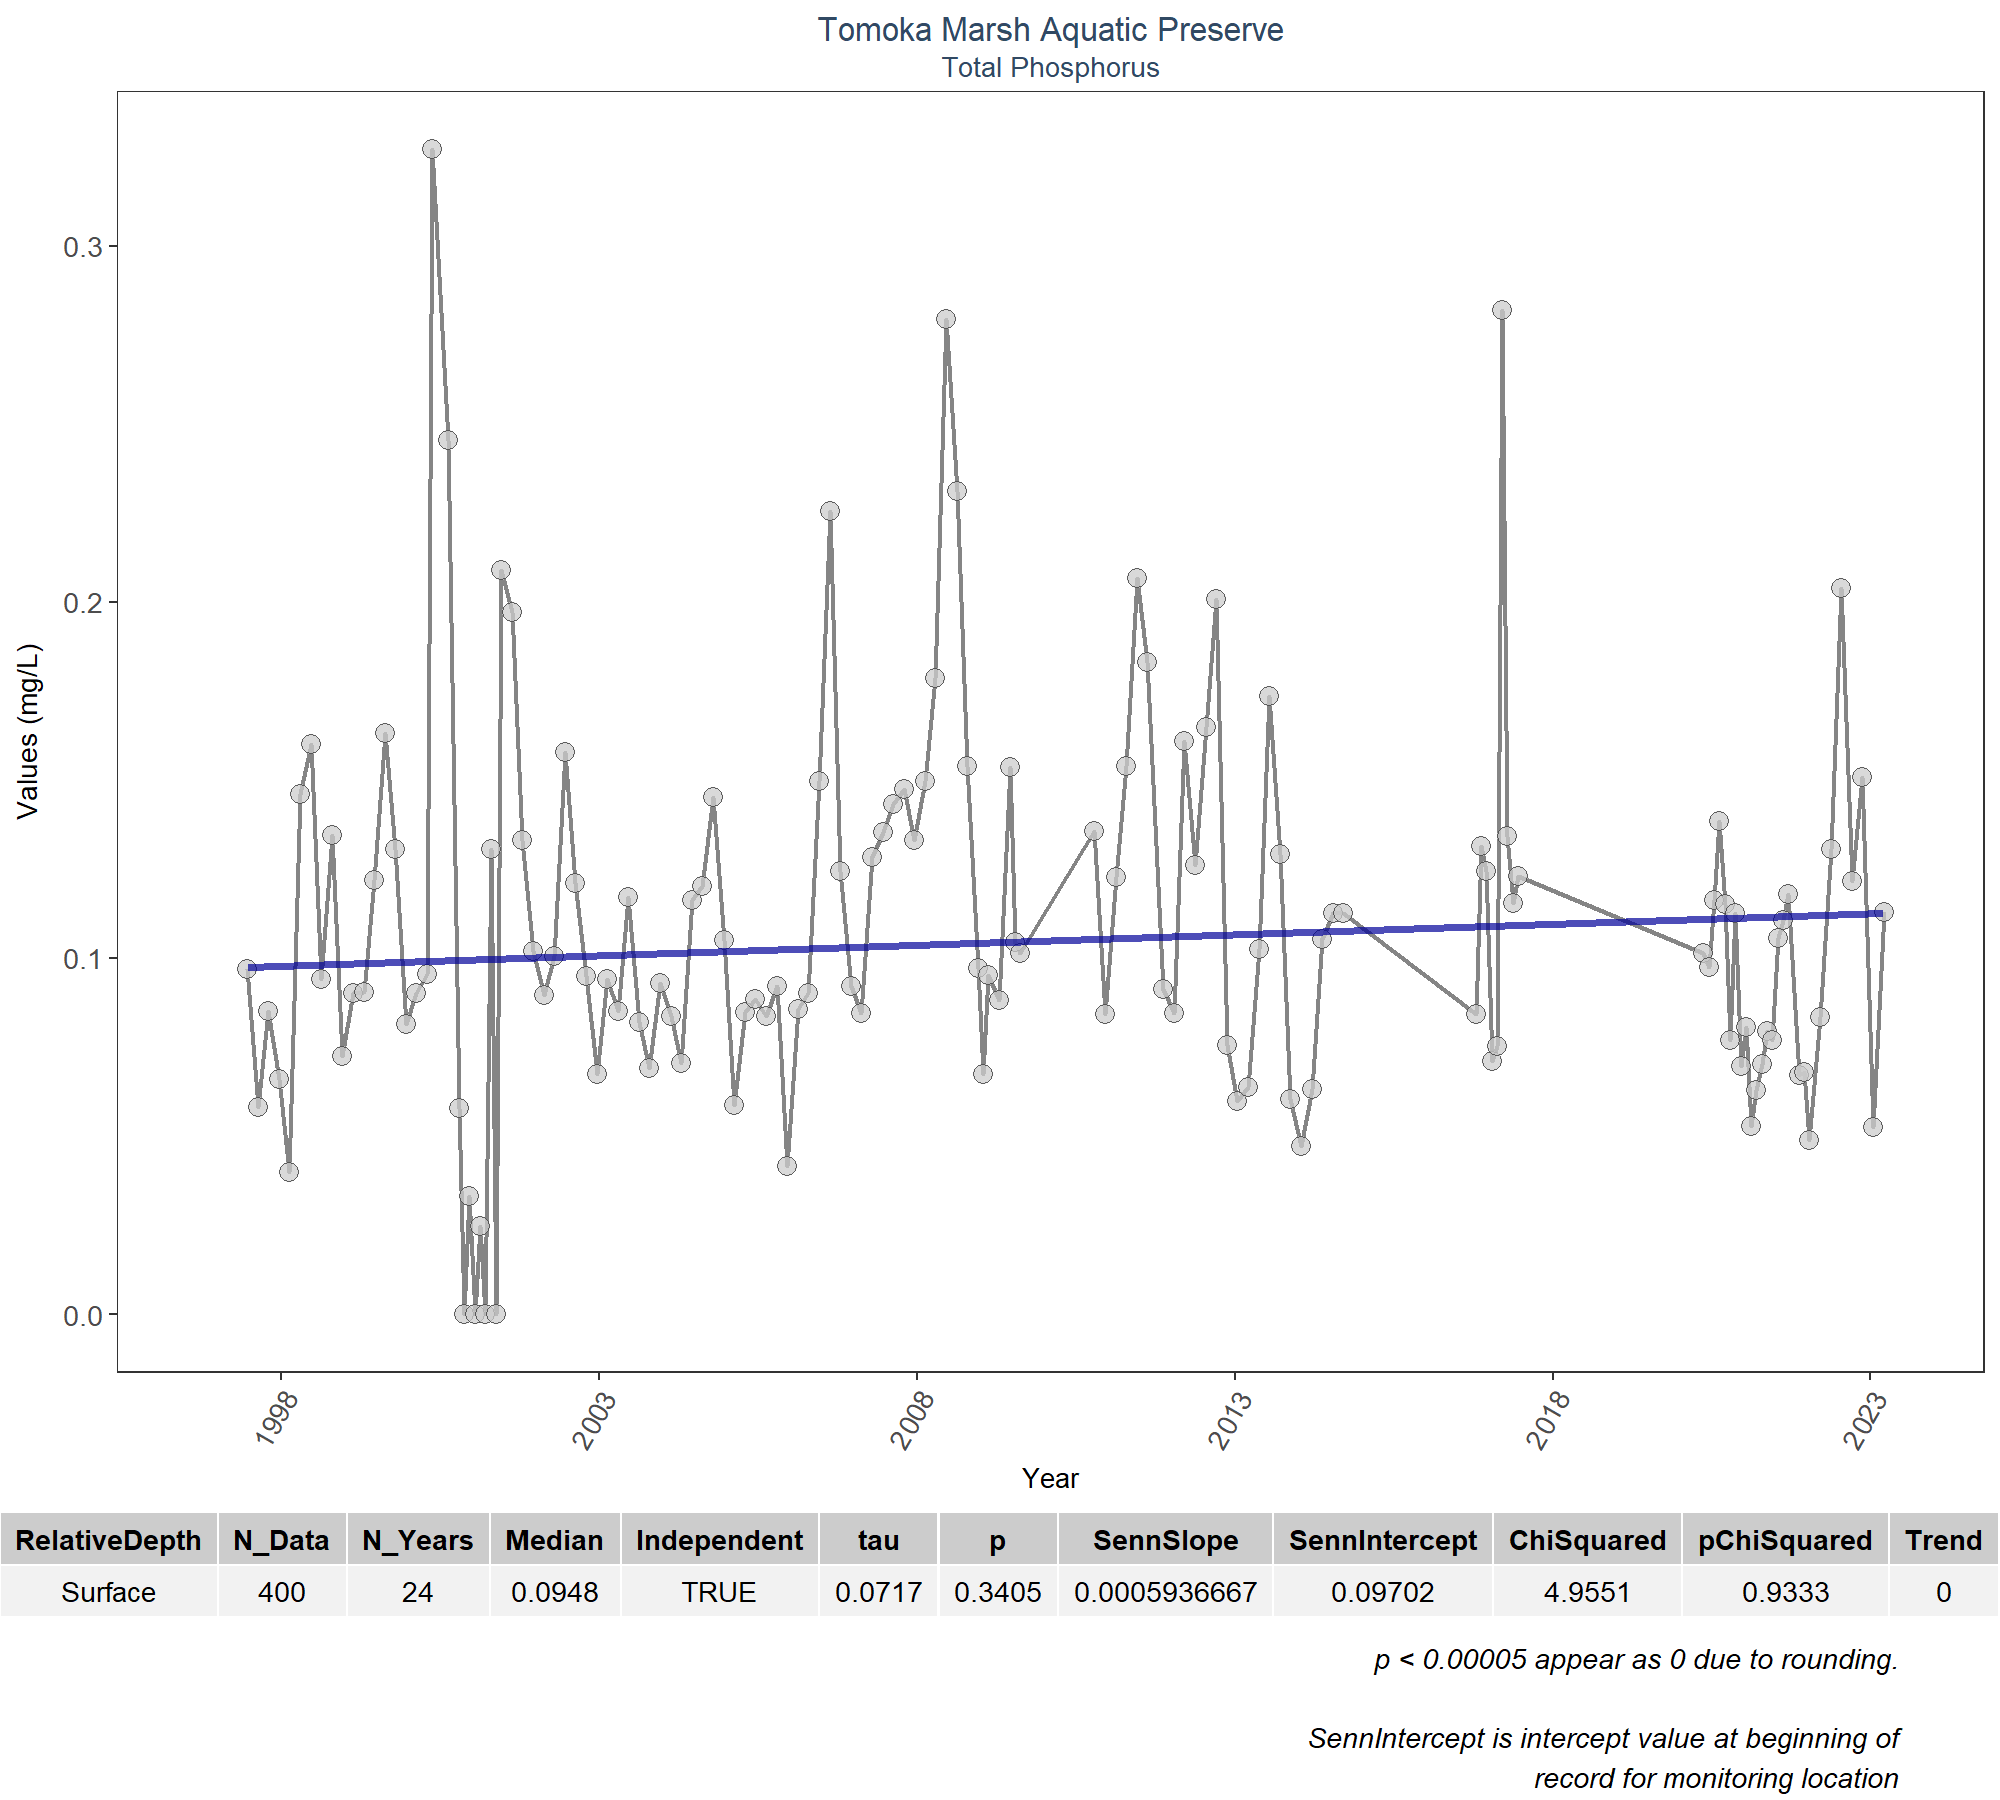 Tomoka Marsh Aquatic Preserve
Total Phosphorus
Values (mg/L)
0.3
0.2
0.1
0.0
1998 2003 2008 2013 2018 2023
Year
RelativeDepth N_Data N_Years Median Independent tau p SennSlope SennIntercept ChiSquared pChiSquared Trend
Surface 400 24 0.0948 TRUE 0.0717 0.3405 0.0005936667 0.09702 4.9551 0.9333 0
p < 0.00005 appear as 0 due to rounding.
SennIntercept is intercept value at beginning of
record for monitoring location